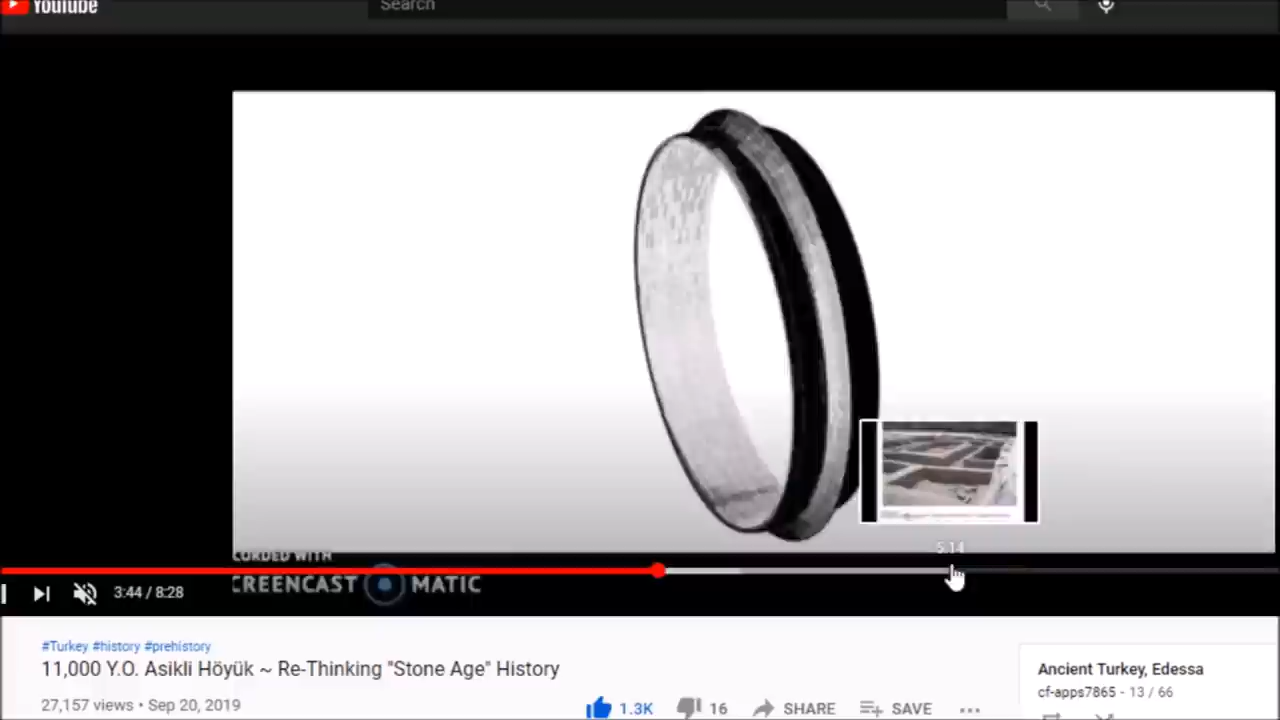 YouTube
Search
5:14
CORDED WITH
CREENCAST MATIC
3:44 / 8:28
#Turkey #history #prehistory
11,000 Y.O. Asikli Höyük ~ Re-Thinking "Stone Age" History
27,157 views • Sep 20, 2019
1.3K
16
SHARE
SAVE
Ancient Turkey, Edessa
cf-apps7865 - 13 / 66